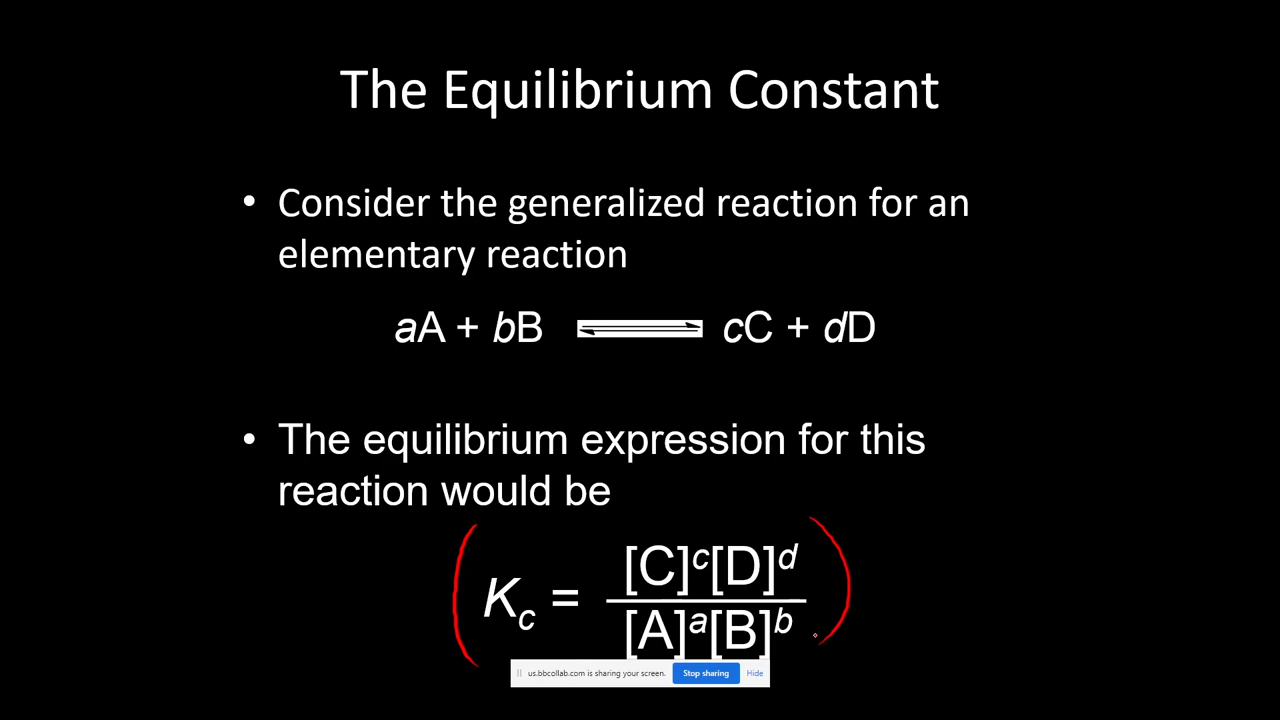 The Equilibrium Constant
• Consider the generalized reaction for an
elementary reaction
aA + bB ⇌ cC + dD
• The equilibrium expression for this
reaction would be
K_c = [C]^c[D]^d
[A]^a[B]^b
us.bbcollab.com is sharing your screen. Stop sharing Hide